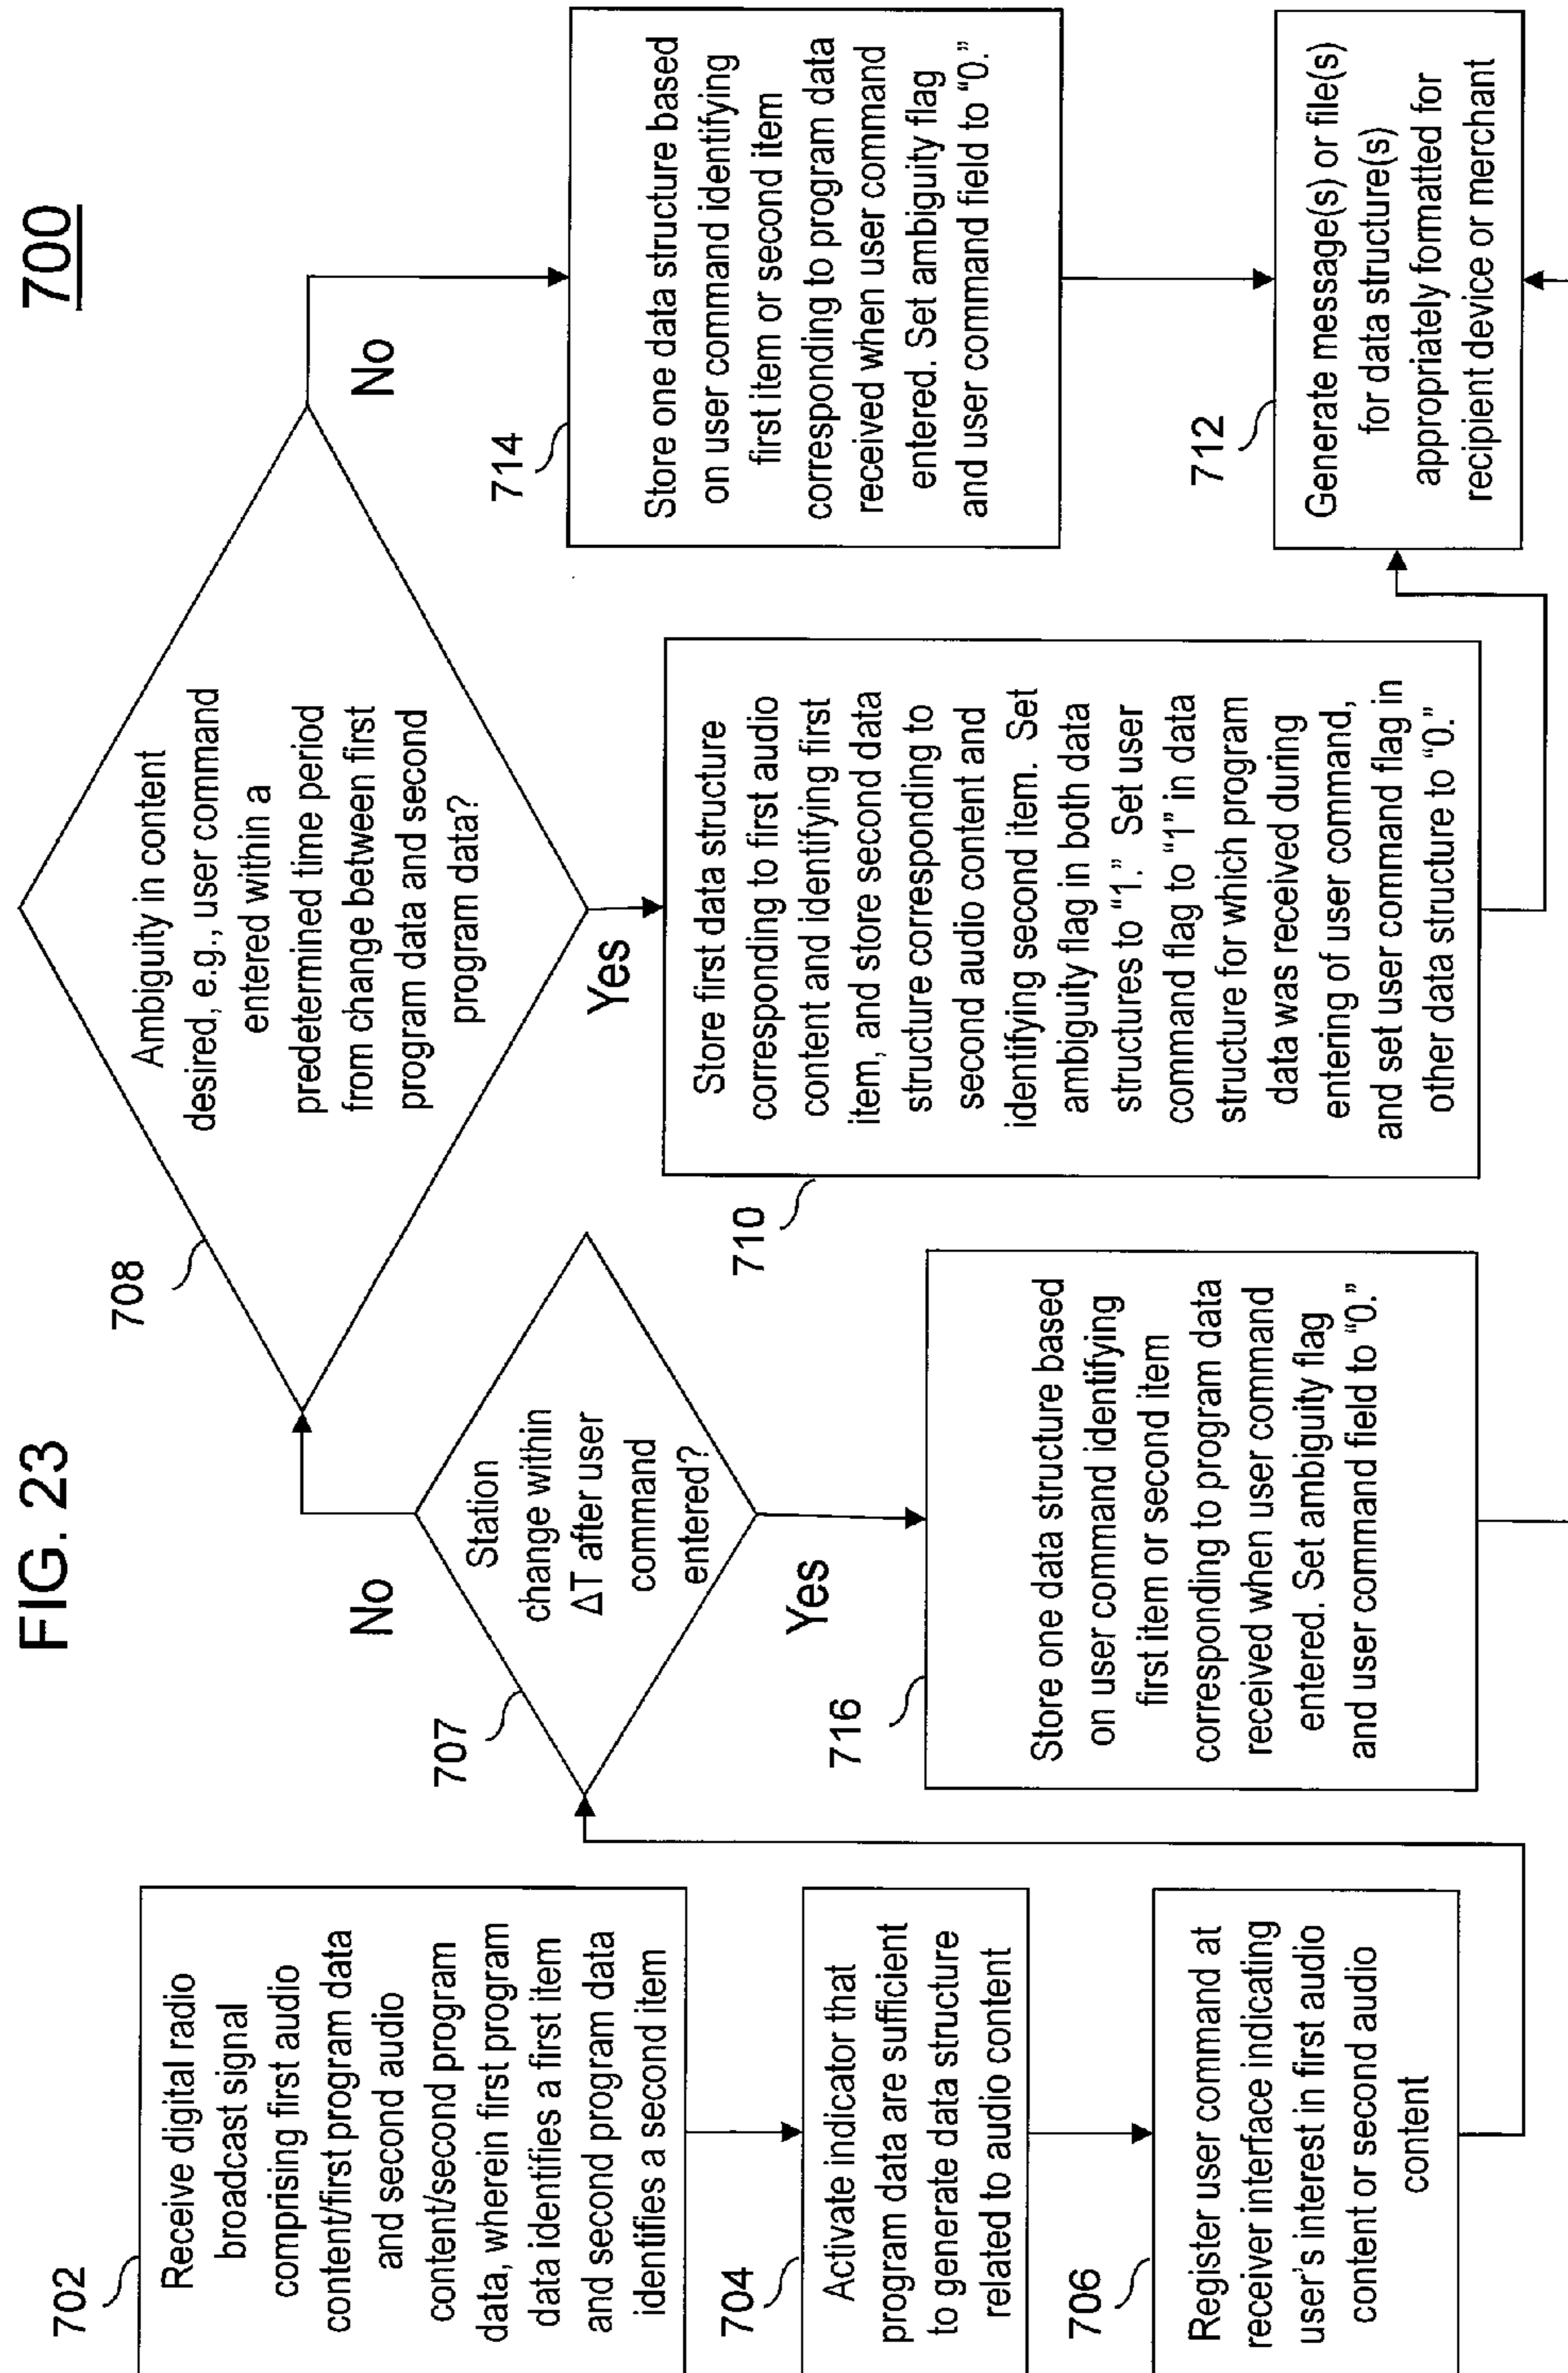 FIG. 23
700
702
Receive digital radio
broadcast signal
comprising first audio
content/first program data
and second audio
content/second program
data, wherein first program
data identifies a first item
and second program data
identifies a second item
704
Activate indicator that
program data are sufficient
to generate data structure
related to audio content
706
Register user command at
receiver interface indicating
user's interest in first audio
content or second audio
content
707
Station
change within
ΔT after user
command
entered?
No
Yes
716
Store one data structure based
on user command identifying
first item or second item
corresponding to program data
received when user command
entered. Set ambiguity flag
and user command field to “0.”
708
Ambiguity in content
desired, e.g., user command
entered within a
predetermined time period
from change between first
program data and second
program data?
No
Yes
710
Store first data structure
corresponding to first audio
content and identifying first
item, and store second data
structure corresponding to
second audio content and
identifying second item. Set
ambiguity flag in both data
structures to “1.” Set user
command flag to “1” in data
structure for which program
data was received during
entering of user command,
and set user command flag in
other data structure to “0.”
714
Store one data structure based
on user command identifying
first item or second item
corresponding to program data
received when user command
entered. Set ambiguity flag
and user command field to “0.”
712
Generate message(s) or file(s)
for data structure(s)
appropriately formatted for
recipient device or merchant